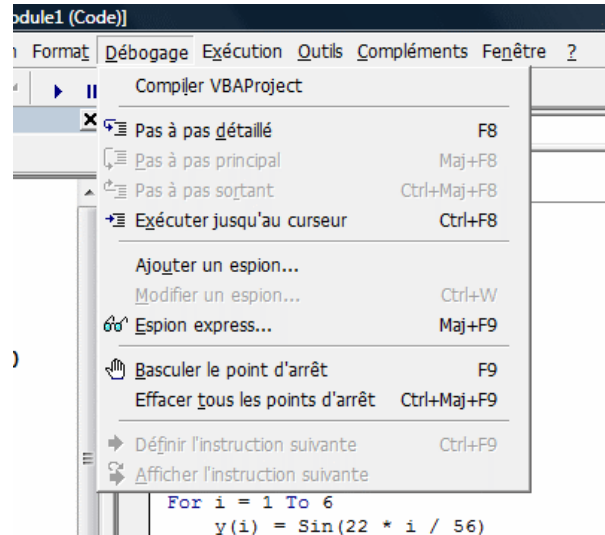 odule1 (Code)]
Format Débogage Exécution Outils Compléments Fenêtre ?
Compiler VBAProject
Pas à pas détaillé F8
Pas à pas principal Maj+F8
Pas à pas sortant Ctrl+Maj+F8
Exécuter jusqu'au curseur Ctrl+F8
Ajouter un espion...
Modifier un espion... Ctrl+W
Espion express... Maj+F9
)
Basculer le point d'arrêt F9
Effacer tous les points d'arrêt Ctrl+Maj+F9
Définir l'instruction suivante Ctrl+F9
Afficher l'instruction suivante
For i = 1 To 6
y(i) = Sin(22 * i / 56)